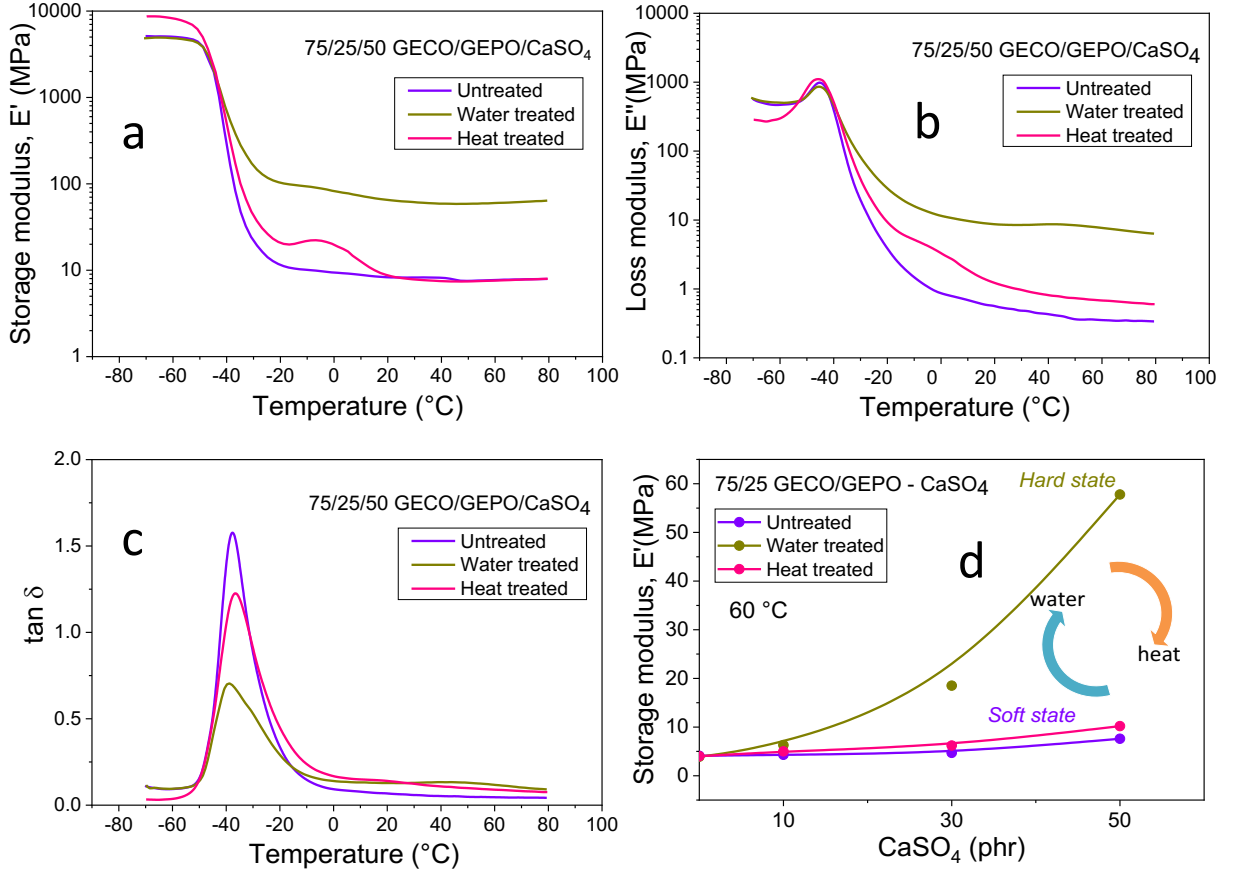 75/25/50 GECO/GEPO/CaSO4
Untreated
Water treated
Heat treated
a
Storage modulus, E' (MPa)
10000
1000
100
10
1
-80 -60 -40 -20 0 20 40 60 80 100
Temperature (°C)
75/25/50 GECO/GEPO/CaSO4
Untreated
Water treated
Heat treated
b
Loss modulus, E''(MPa)
10000
1000
100
10
1
0.1
-80 -60 -40 -20 0 20 40 60 80 100
Temperature (°C)
75/25/50 GECO/GEPO/CaSO4
Untreated
Water treated
Heat treated
c
tan δ
2.0
1.5
1.0
0.5
0.0
-80 -60 -40 -20 0 20 40 60 80 100
Temperature (°C)
75/25 GECO/GEPO - CaSO4
Hard state
Untreated
Water treated
Heat treated
d
60 °C
water
heat
Soft state
Storage modulus, E'(MPa)
60
50
40
30
20
10
0
10 30 50
CaSO4 (phr)